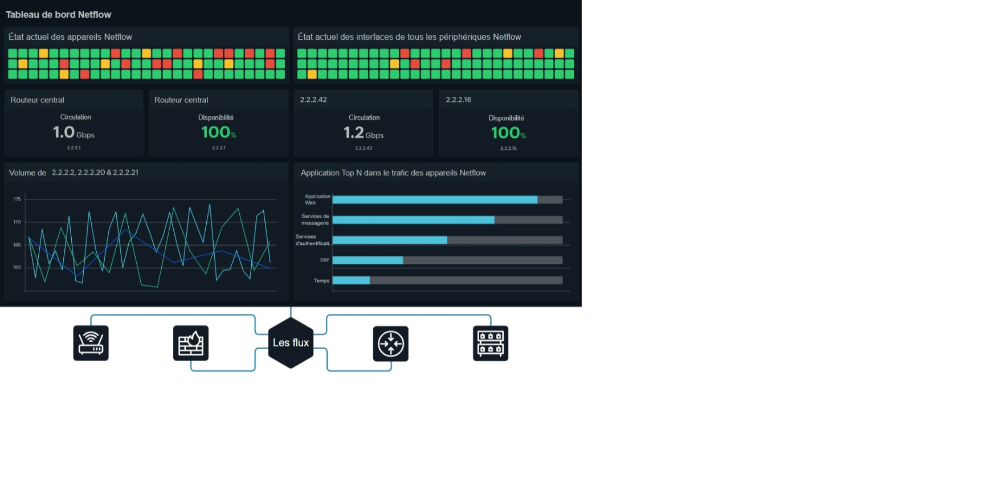 Tableau de bord Netflow
État actuel des appareils Netflow
État actuel des interfaces de tous les périphériques Netflow
Routeur central
Circulation
1.0 Gbps
2.2.2.1
Routeur central
Disponibilité
100%
2.2.2.1
2.2.2.42
Circulation
1.2 Gbps
2.2.2.42
2.2.2.16
Disponibilité
100%
2.2.2.16
Volume de 2.2.2.2, 2.2.2.20 & 2.2.2.21
175
170
165
160
Application Top N dans le trafic des appareils Netflow
Application
Web
Services de
messagerie
Services
d'authentificati...
DSP
Temps
Les flux